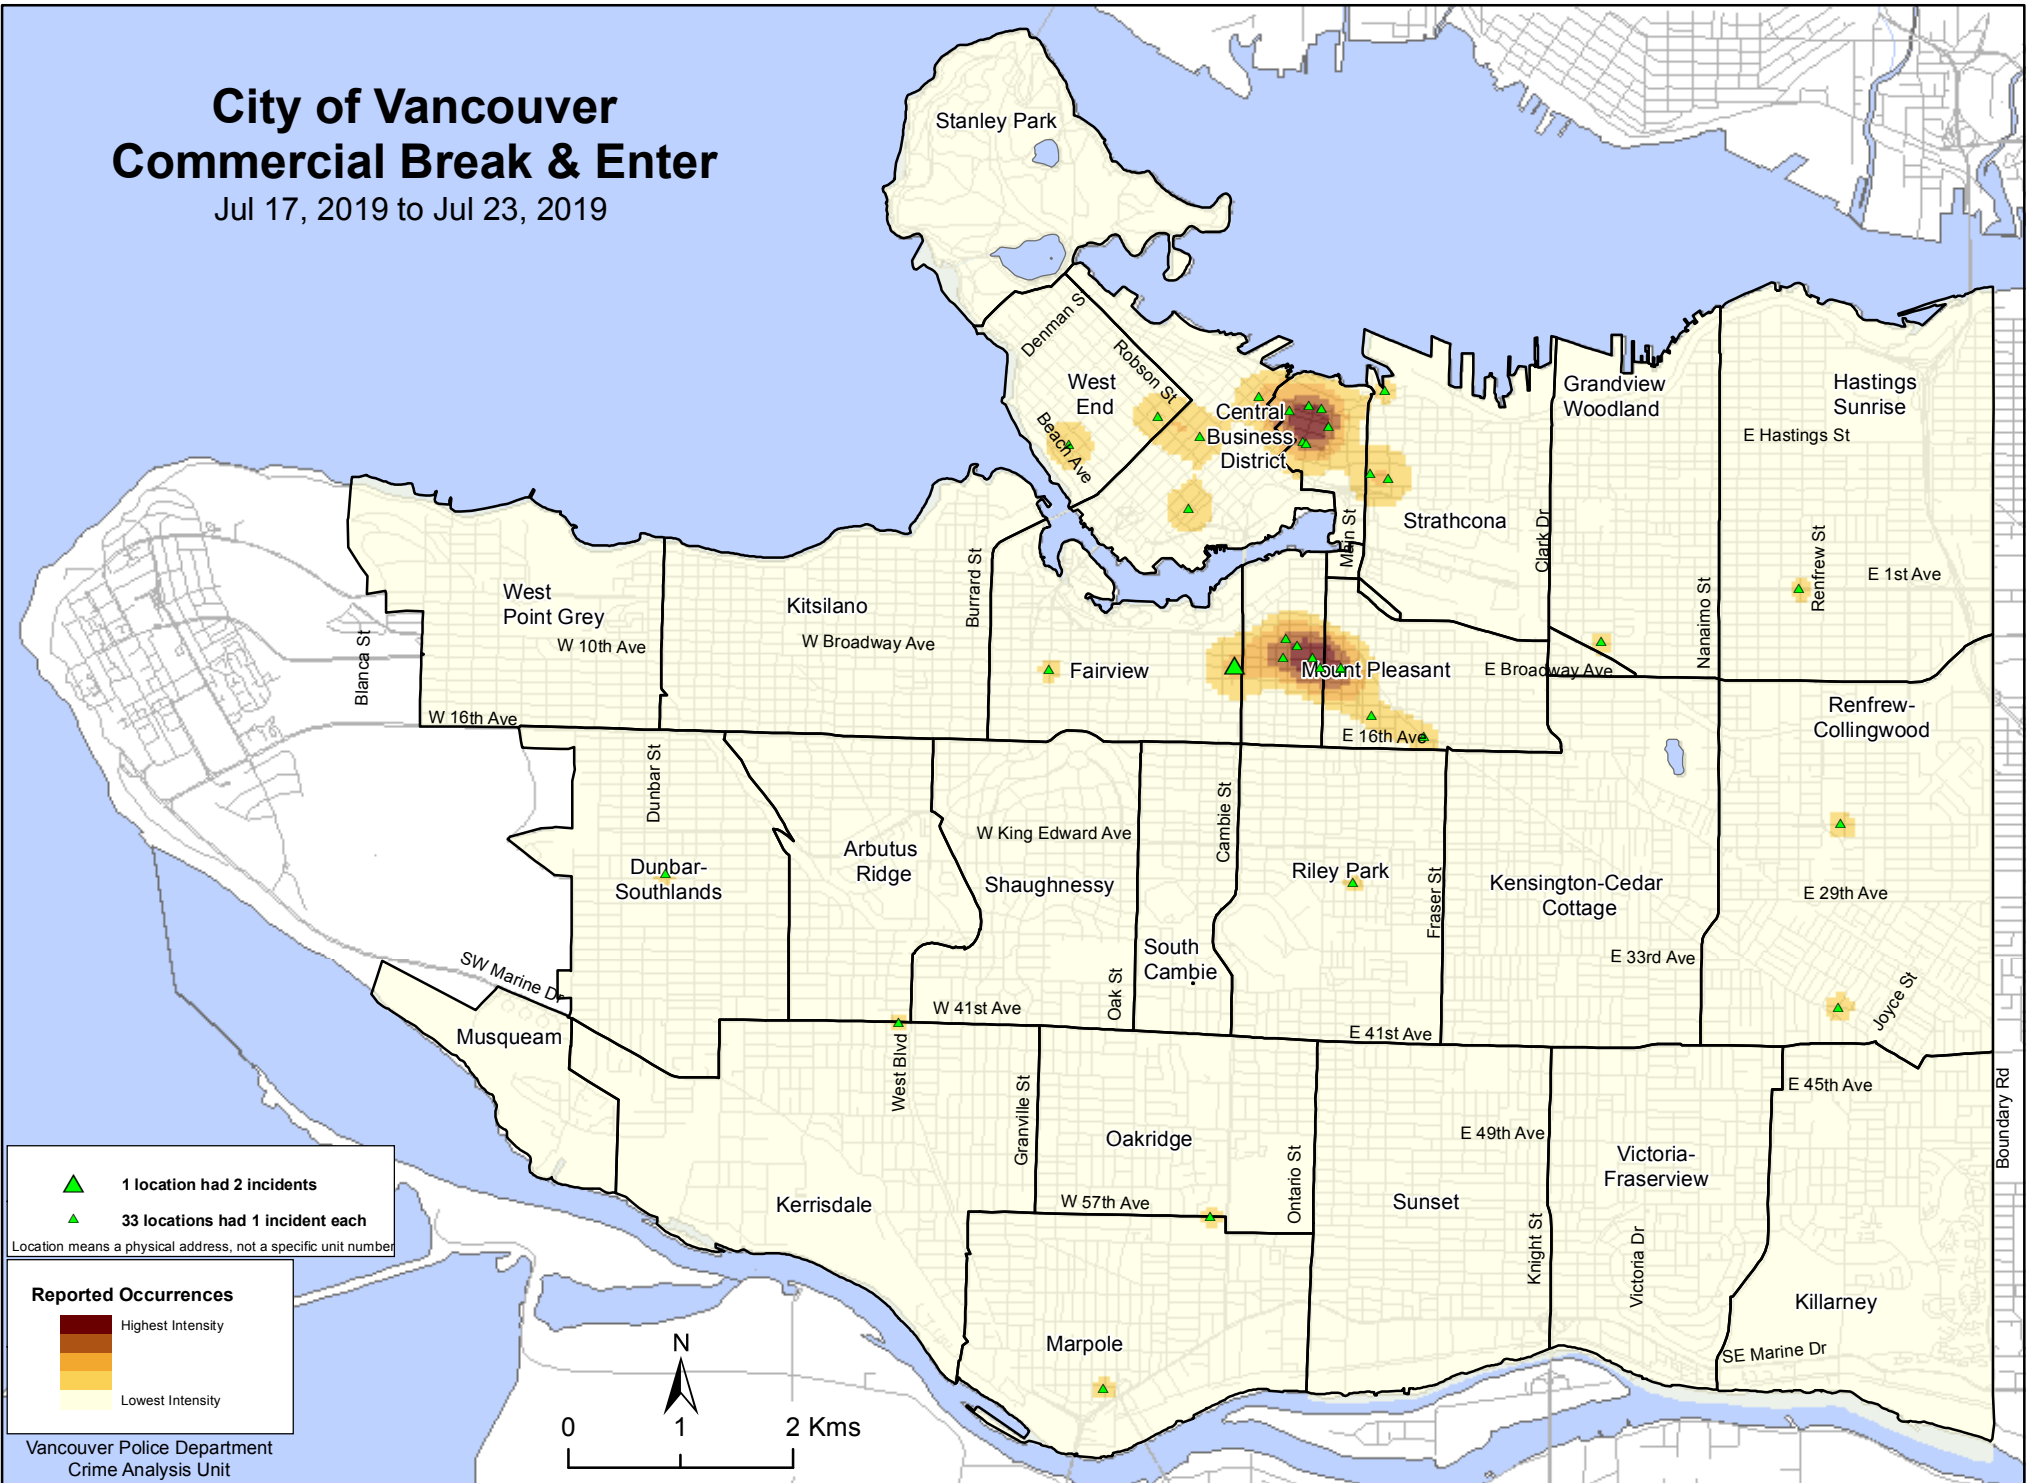 City of Vancouver
Commercial Break & Enter
Jul 17, 2019 to Jul 23, 2019
Stanley Park
Denman S
Robson St
West
End
Beach Ave
Central
Business
District
Grandview
Woodland
Hastings
Sunrise
E Hastings St
Strathcona
Main St
Clark Dr
Nanaimo St
Renfrew St
E 1st Ave
West
Point Grey
W 10th Ave
Blanca St
Kitsilano
W Broadway Ave
Burrard St
Fairview
Mount Pleasant
E Broadway Ave
W 16th Ave
E 16th Ave
Renfrew-
Collingwood
Dunbar St
Dunbar-
Southlands
Arbutus
Ridge
W King Edward Ave
Shaughnessy
Cambie St
Riley Park
Fraser St
Kensington-Cedar
Cottage
E 29th Ave
South
Cambie
E 33rd Ave
SW Marine Dr
Oak St
W 41st Ave
E 41st Ave
Joyce St
Musqueam
West Blvd
Granville St
E 45th Ave
Boundary Rd
Oakridge
E 49th Ave
Victoria-
Fraserview
Kerrisdale
W 57th Ave
Ontario St
Sunset
Knight St
Victoria Dr
Killarney
Marpole
SE Marine Dr
1 location had 2 incidents
33 locations had 1 incident each
Location means a physical address, not a specific unit number
Reported Occurrences
Highest Intensity
Lowest Intensity
Vancouver Police Department
Crime Analysis Unit
N
0 1 2 Kms